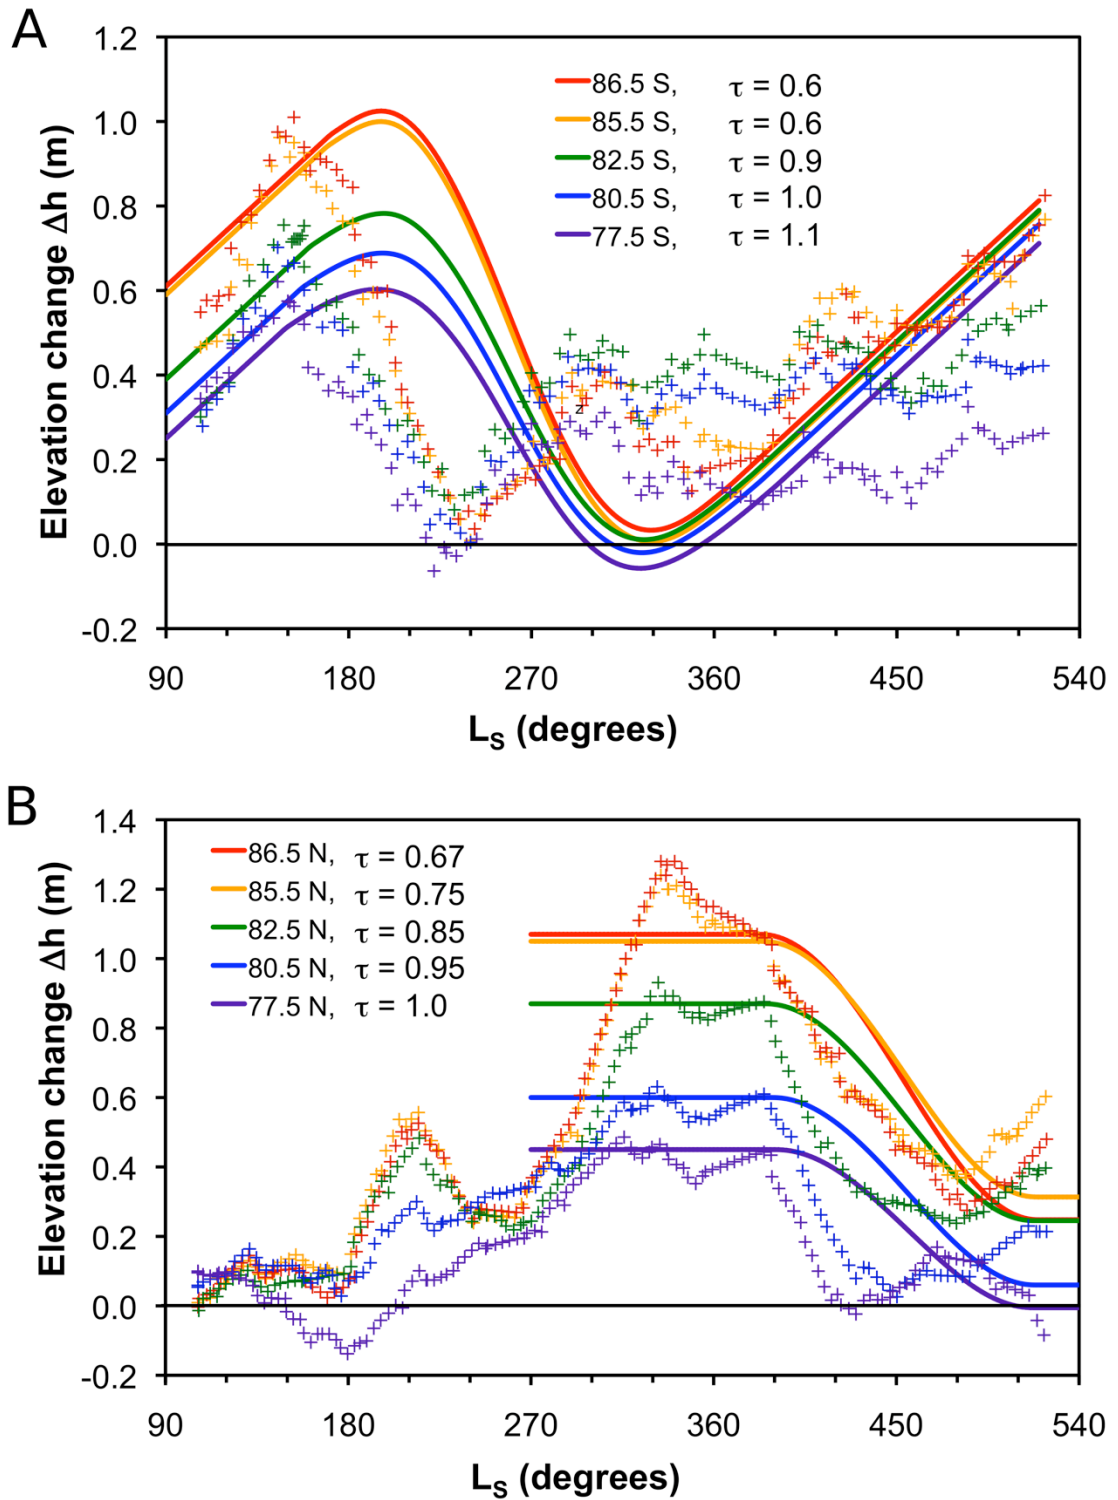 A
1.2
1.0
0.8
0.6
0.4
0.2
0.0
-0.2
Elevation change Δh (m)
86.5 S, τ = 0.6
85.5 S, τ = 0.6
82.5 S, τ = 0.9
80.5 S, τ = 1.0
77.5 S, τ = 1.1
z
90 180 270 360 450 540
LS (degrees)
B
1.4
1.2
1.0
0.8
0.6
0.4
0.2
0.0
-0.2
Elevation change Δh (m)
86.5 N, τ = 0.67
85.5 N, τ = 0.75
82.5 N, τ = 0.85
80.5 N, τ = 0.95
77.5 N, τ = 1.0
90 180 270 360 450 540
LS (degrees)